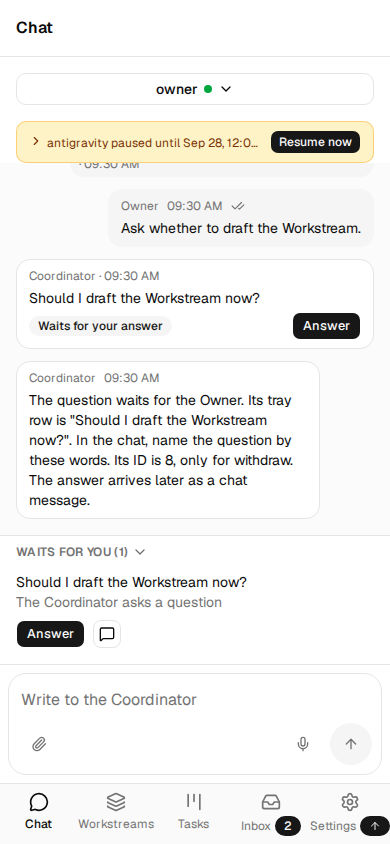 Chat
owner
antigravity paused until Sep 28, 12:0...
Resume now
· 09:30 AM
Owner 09:30 AM
Ask whether to draft the Workstream.
Coordinator · 09:30 AM
Should I draft the Workstream now?
Waits for your answer
Answer
Coordinator 09:30 AM
The question waits for the Owner. Its tray
row is "Should I draft the Workstream
now?". In the chat, name the question by
these words. Its ID is 8, only for withdraw.
The answer arrives later as a chat
message.
WAITS FOR YOU (1)
Should I draft the Workstream now?
The Coordinator asks a question
Answer
Write to the Coordinator
Chat
Workstreams
Tasks
Inbox 2
Settings